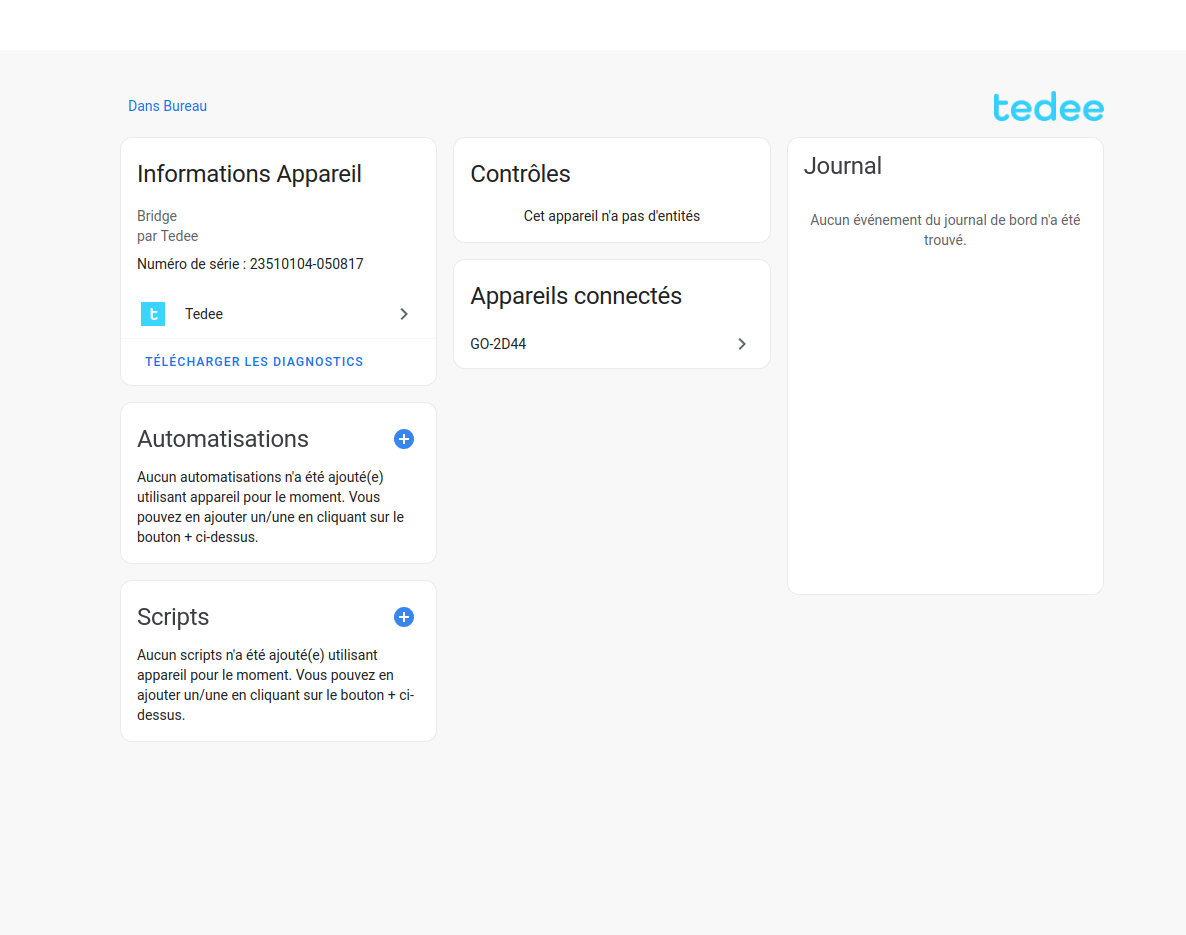 Dans Bureau
tedee
Informations Appareil
Bridge
par Tedee
Numéro de série : 23510104-050817
t
Tedee
TÉLÉCHARGER LES DIAGNOSTICS
Automatisations
Aucun automatisations n'a été ajouté(e)
utilisant appareil pour le moment. Vous
pouvez en ajouter un/une en cliquant sur le
bouton + ci-dessus.
Scripts
Aucun scripts n'a été ajouté(e) utilisant
appareil pour le moment. Vous pouvez en
ajouter un/une en cliquant sur le bouton + ci-
dessus.
Contrôles
Cet appareil n'a pas d'entités
Appareils connectés
GO-2D44
Journal
Aucun événement du journal de bord n'a été
trouvé.